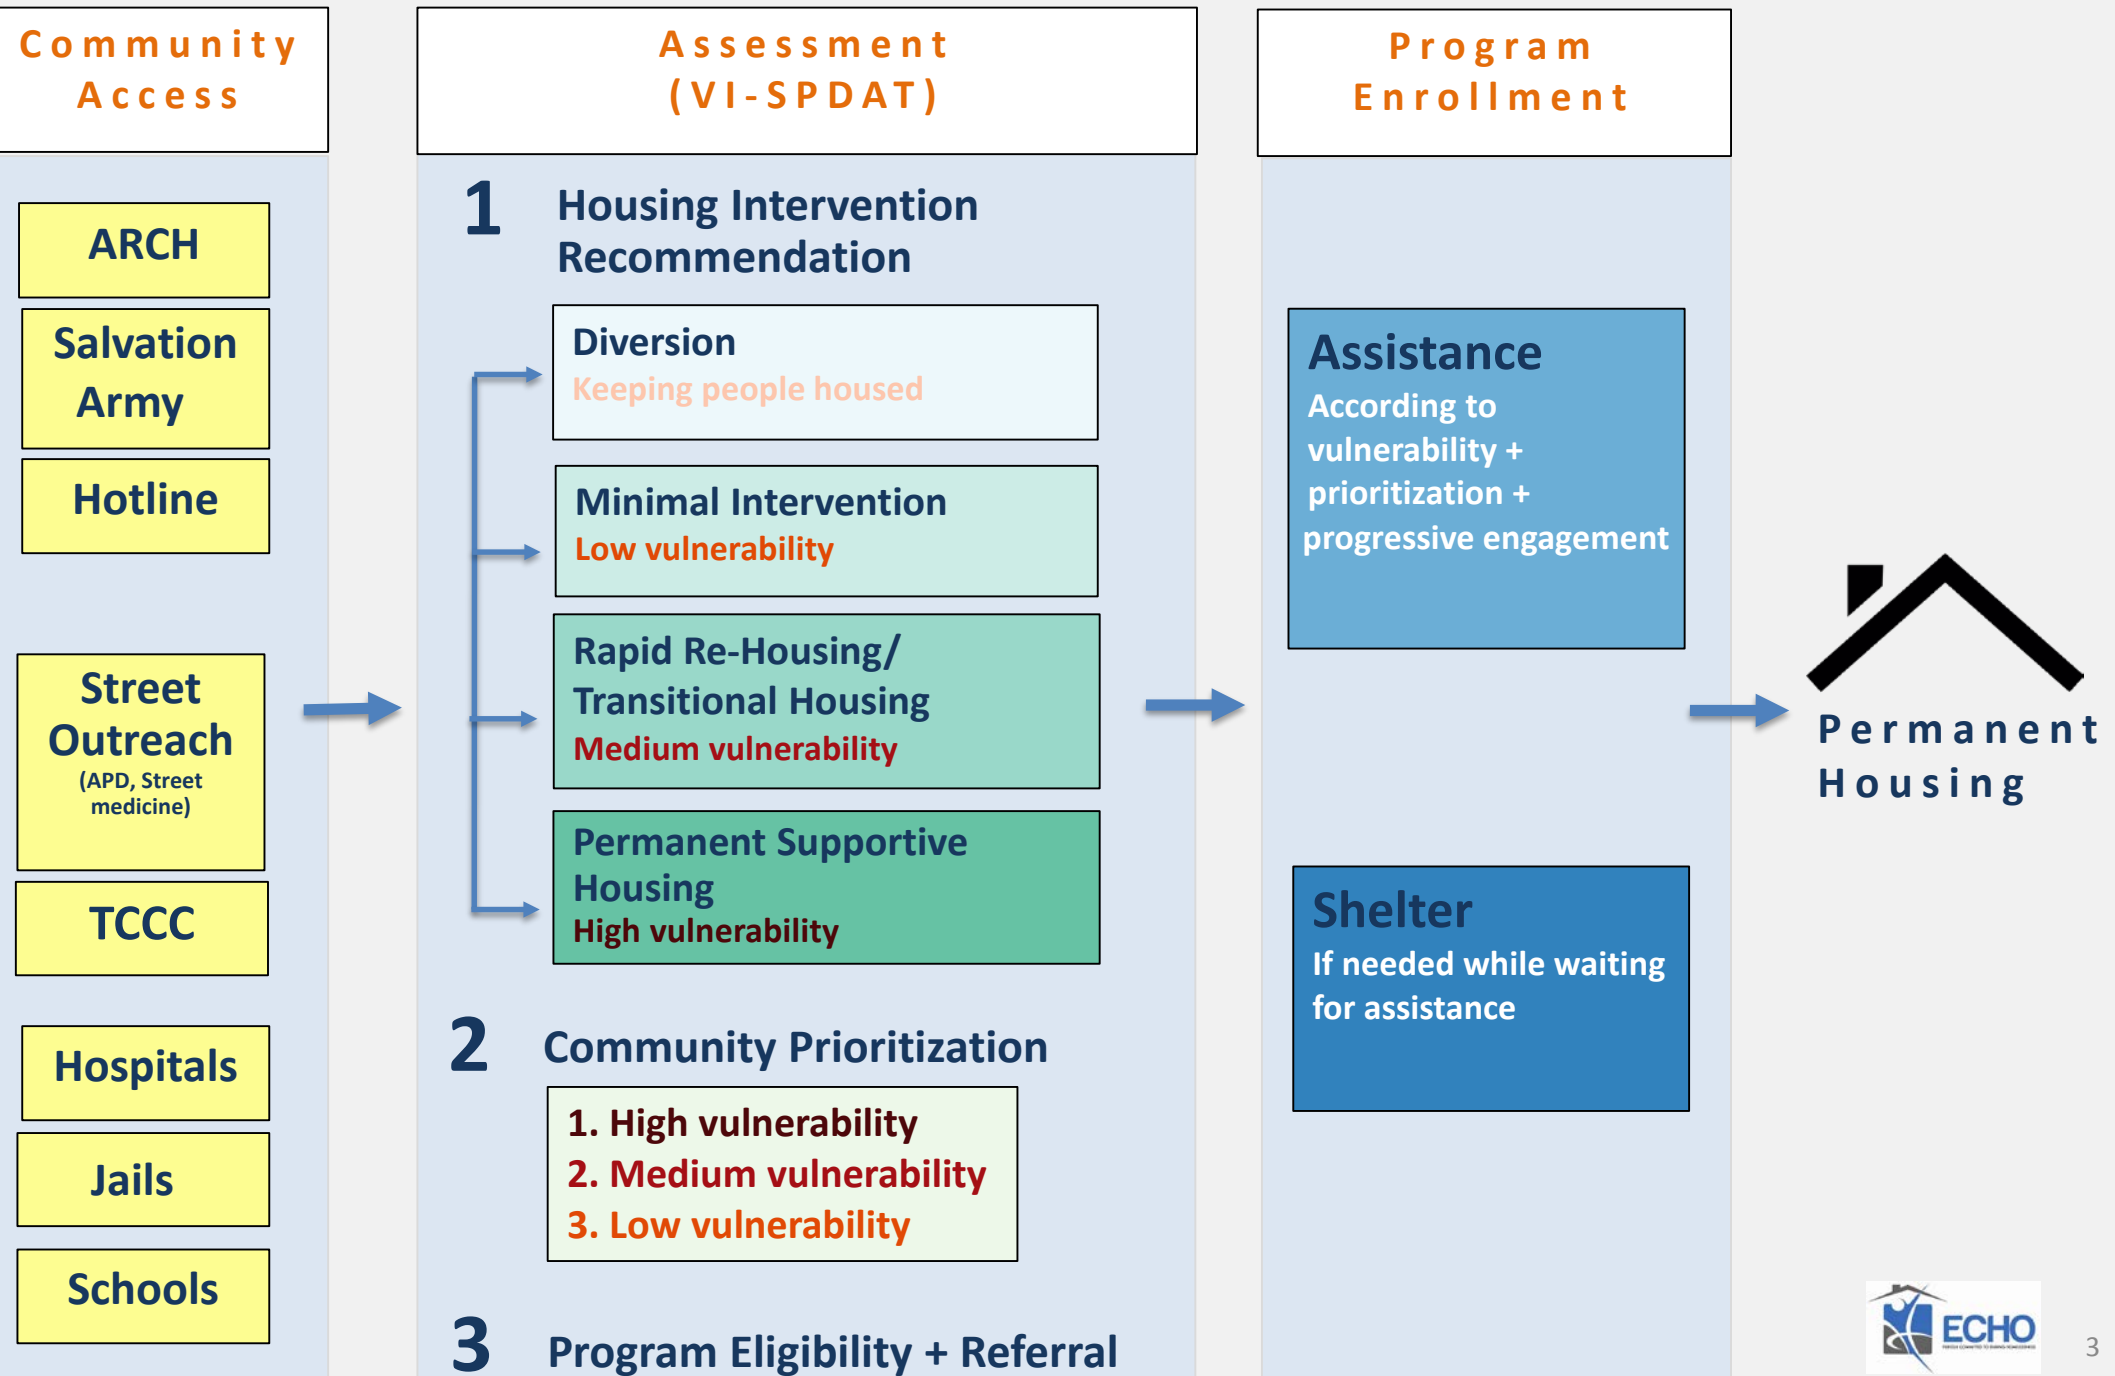 Community
Access
ARCH
Salvation
Army
Hotline
Street
Outreach
(APD, Street
medicine)
TCCC
Hospitals
Jails
Schools
Assessment
(VI-SPDAT)
1 Housing Intervention
Recommendation
Diversion
Keeping people housed
Minimal Intervention
Low vulnerability
Rapid Re-Housing/
Transitional Housing
Medium vulnerability
Permanent Supportive
Housing
High vulnerability
2 Community Prioritization
1. High vulnerability
2. Medium vulnerability
3. Low vulnerability
3 Program Eligibility + Referral
Program
Enrollment
Assistance
According to
vulnerability +
prioritization +
progressive engagement
Shelter
If needed while waiting
for assistance
Permanent
Housing
ECHO
3